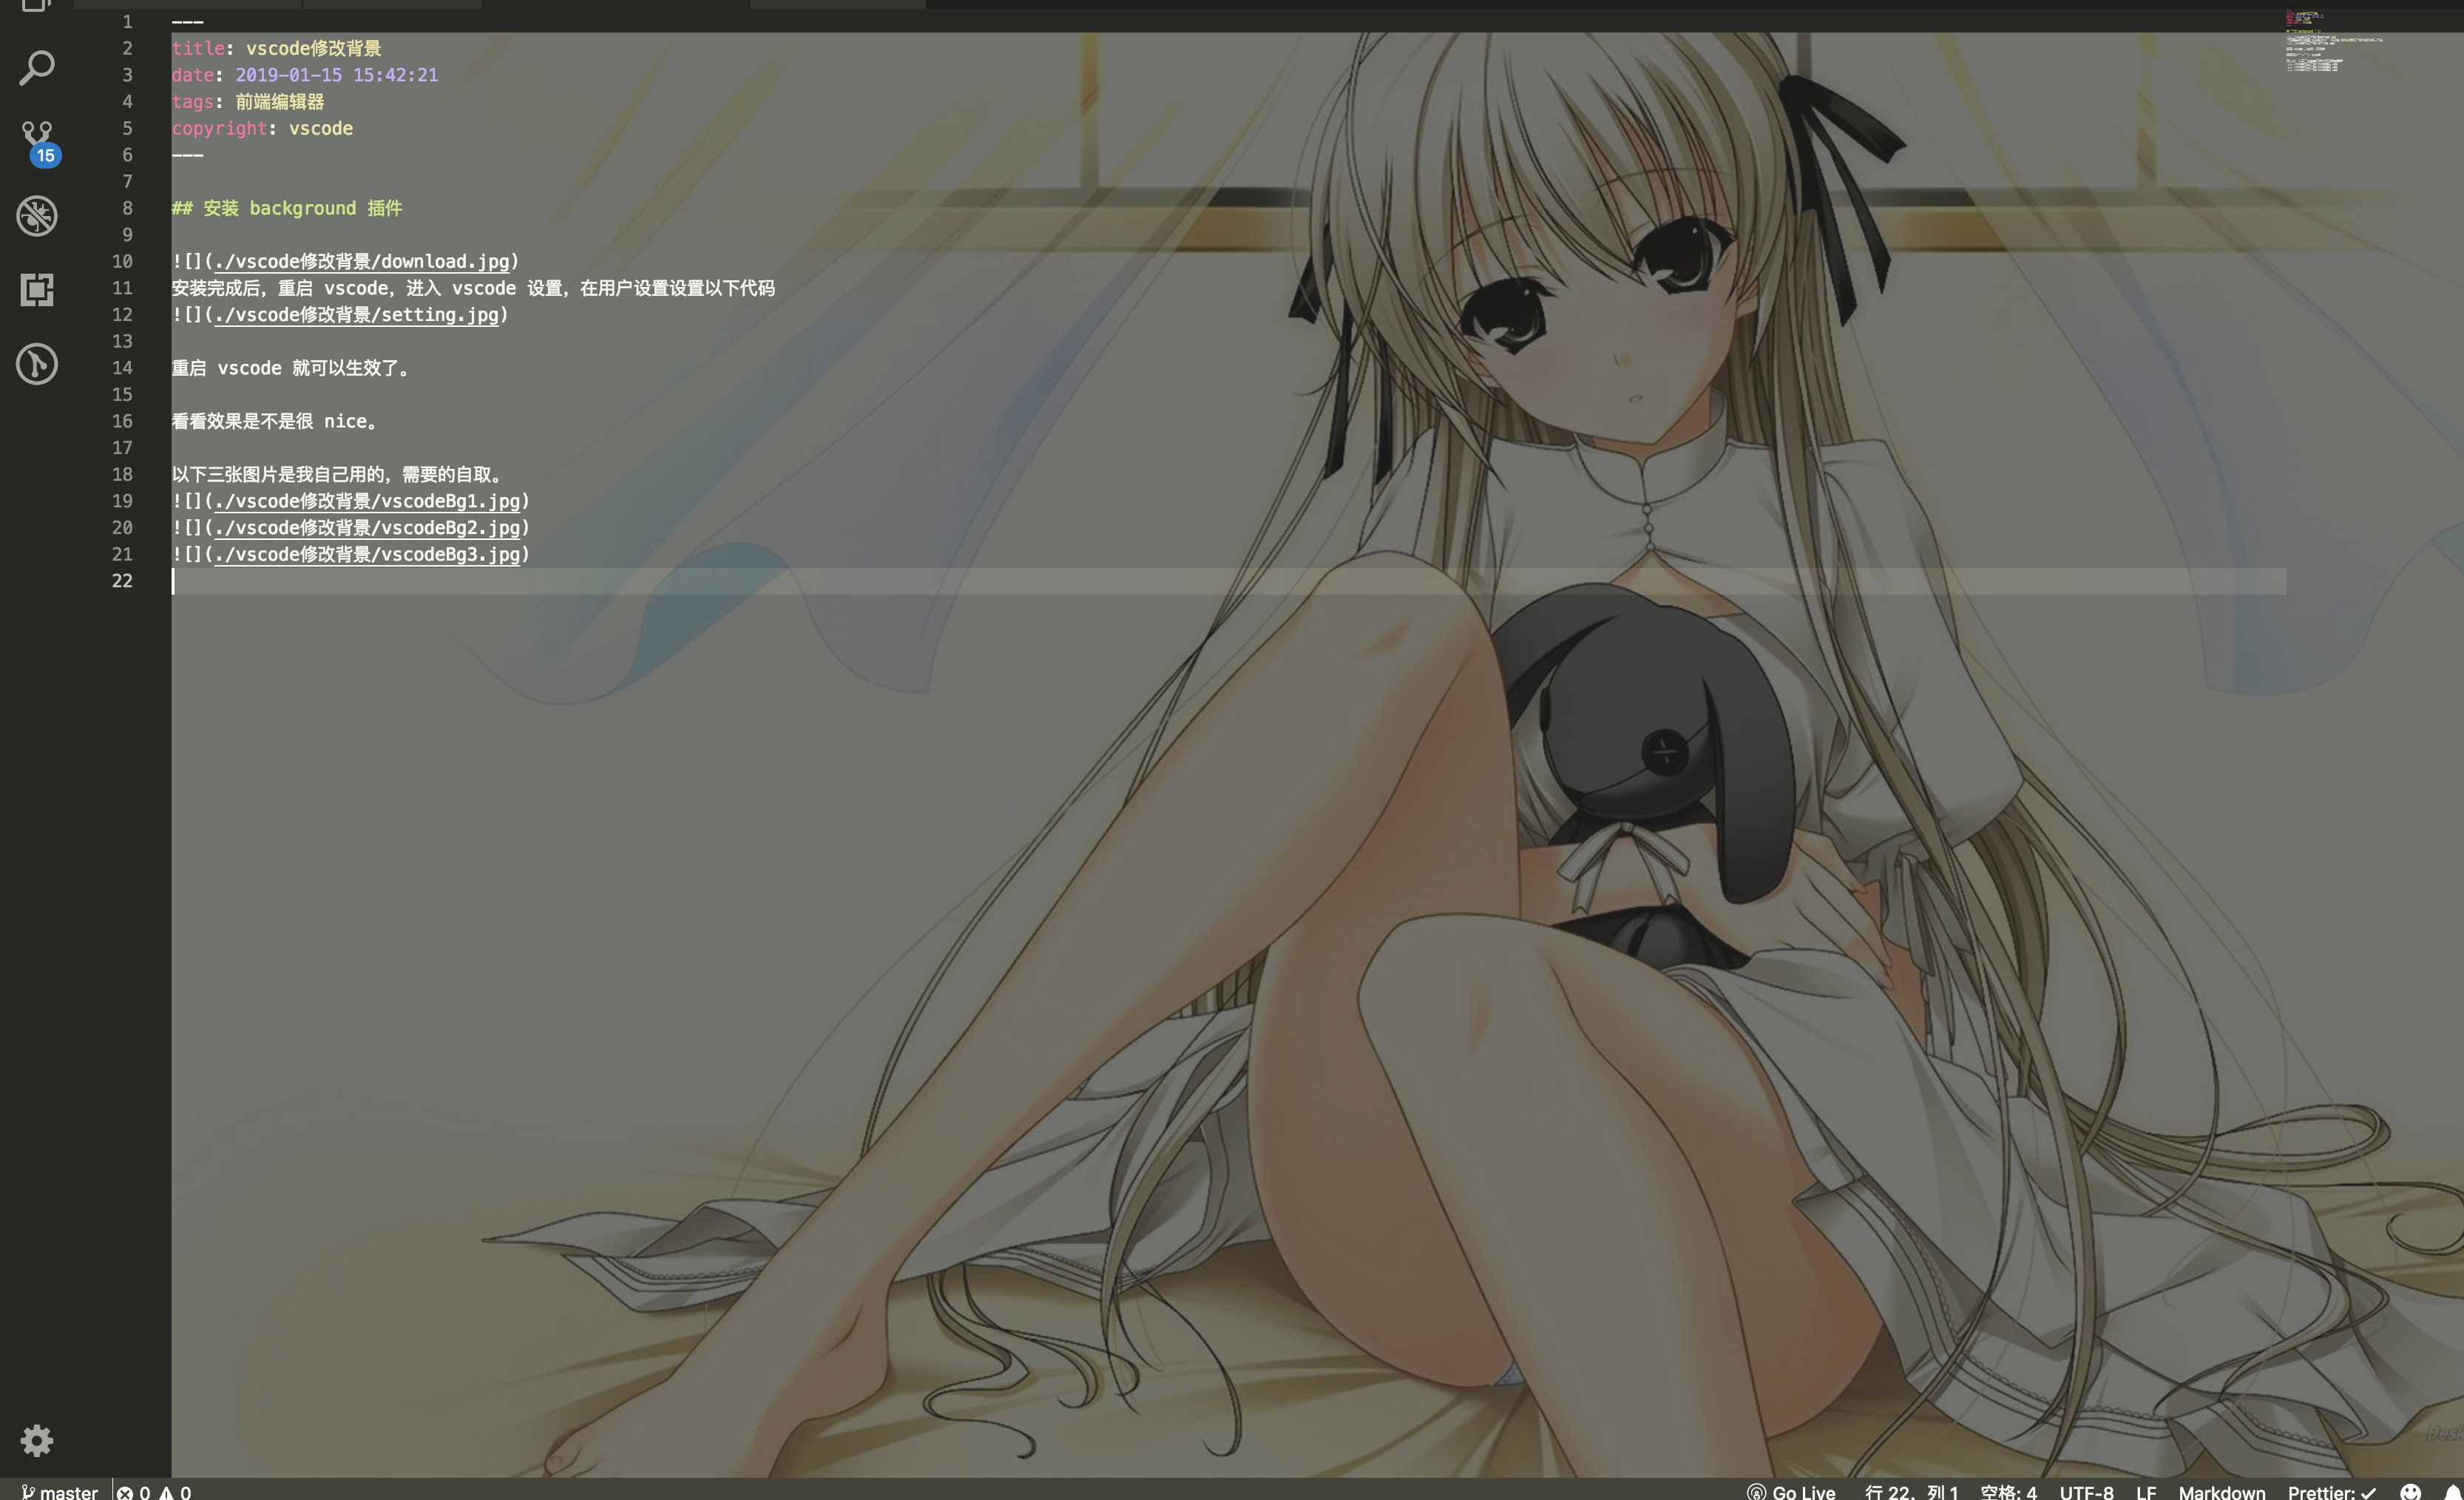 1 ---
2 title: vscode修改背景
3 date: 2019-01-15 15:42:21
4 tags: 前端编辑器
5 copyright: vscode
6 ---
7
8 ## 安装 background 插件
9
10 ![](./vscode修改背景/download.jpg)
11 安装完成后，重启 vscode，进入 vscode 设置，在用户设置设置以下代码
12 ![](./vscode修改背景/setting.jpg)
13
14 重启 vscode 就可以生效了。
15
16 看看效果是不是很 nice。
17
18 以下三张图片是我自己用的，需要的自取。
19 ![](./vscode修改背景/vscodeBg1.jpg)
20 ![](./vscode修改背景/vscodeBg2.jpg)
21 ![](./vscode修改背景/vscodeBg3.jpg)
22
15
Desk
master 0 0 Go Live 行 22，列 1 空格: 4 UTF-8 LF Markdown Prettier: ✓